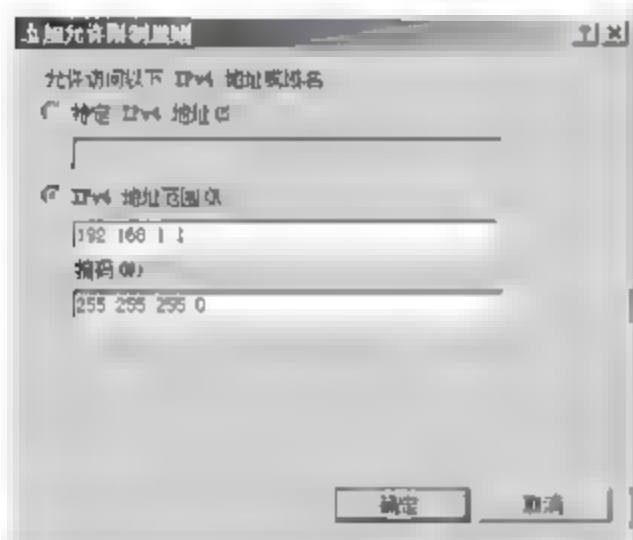 添加允许限制规则
允许访问以下 IPv4 地址或域名
特定 IPv4 地址(S)
IPv4 地址范围(R)
192.168.1.1
掩码(M)
255.255.255.0
确定
取消